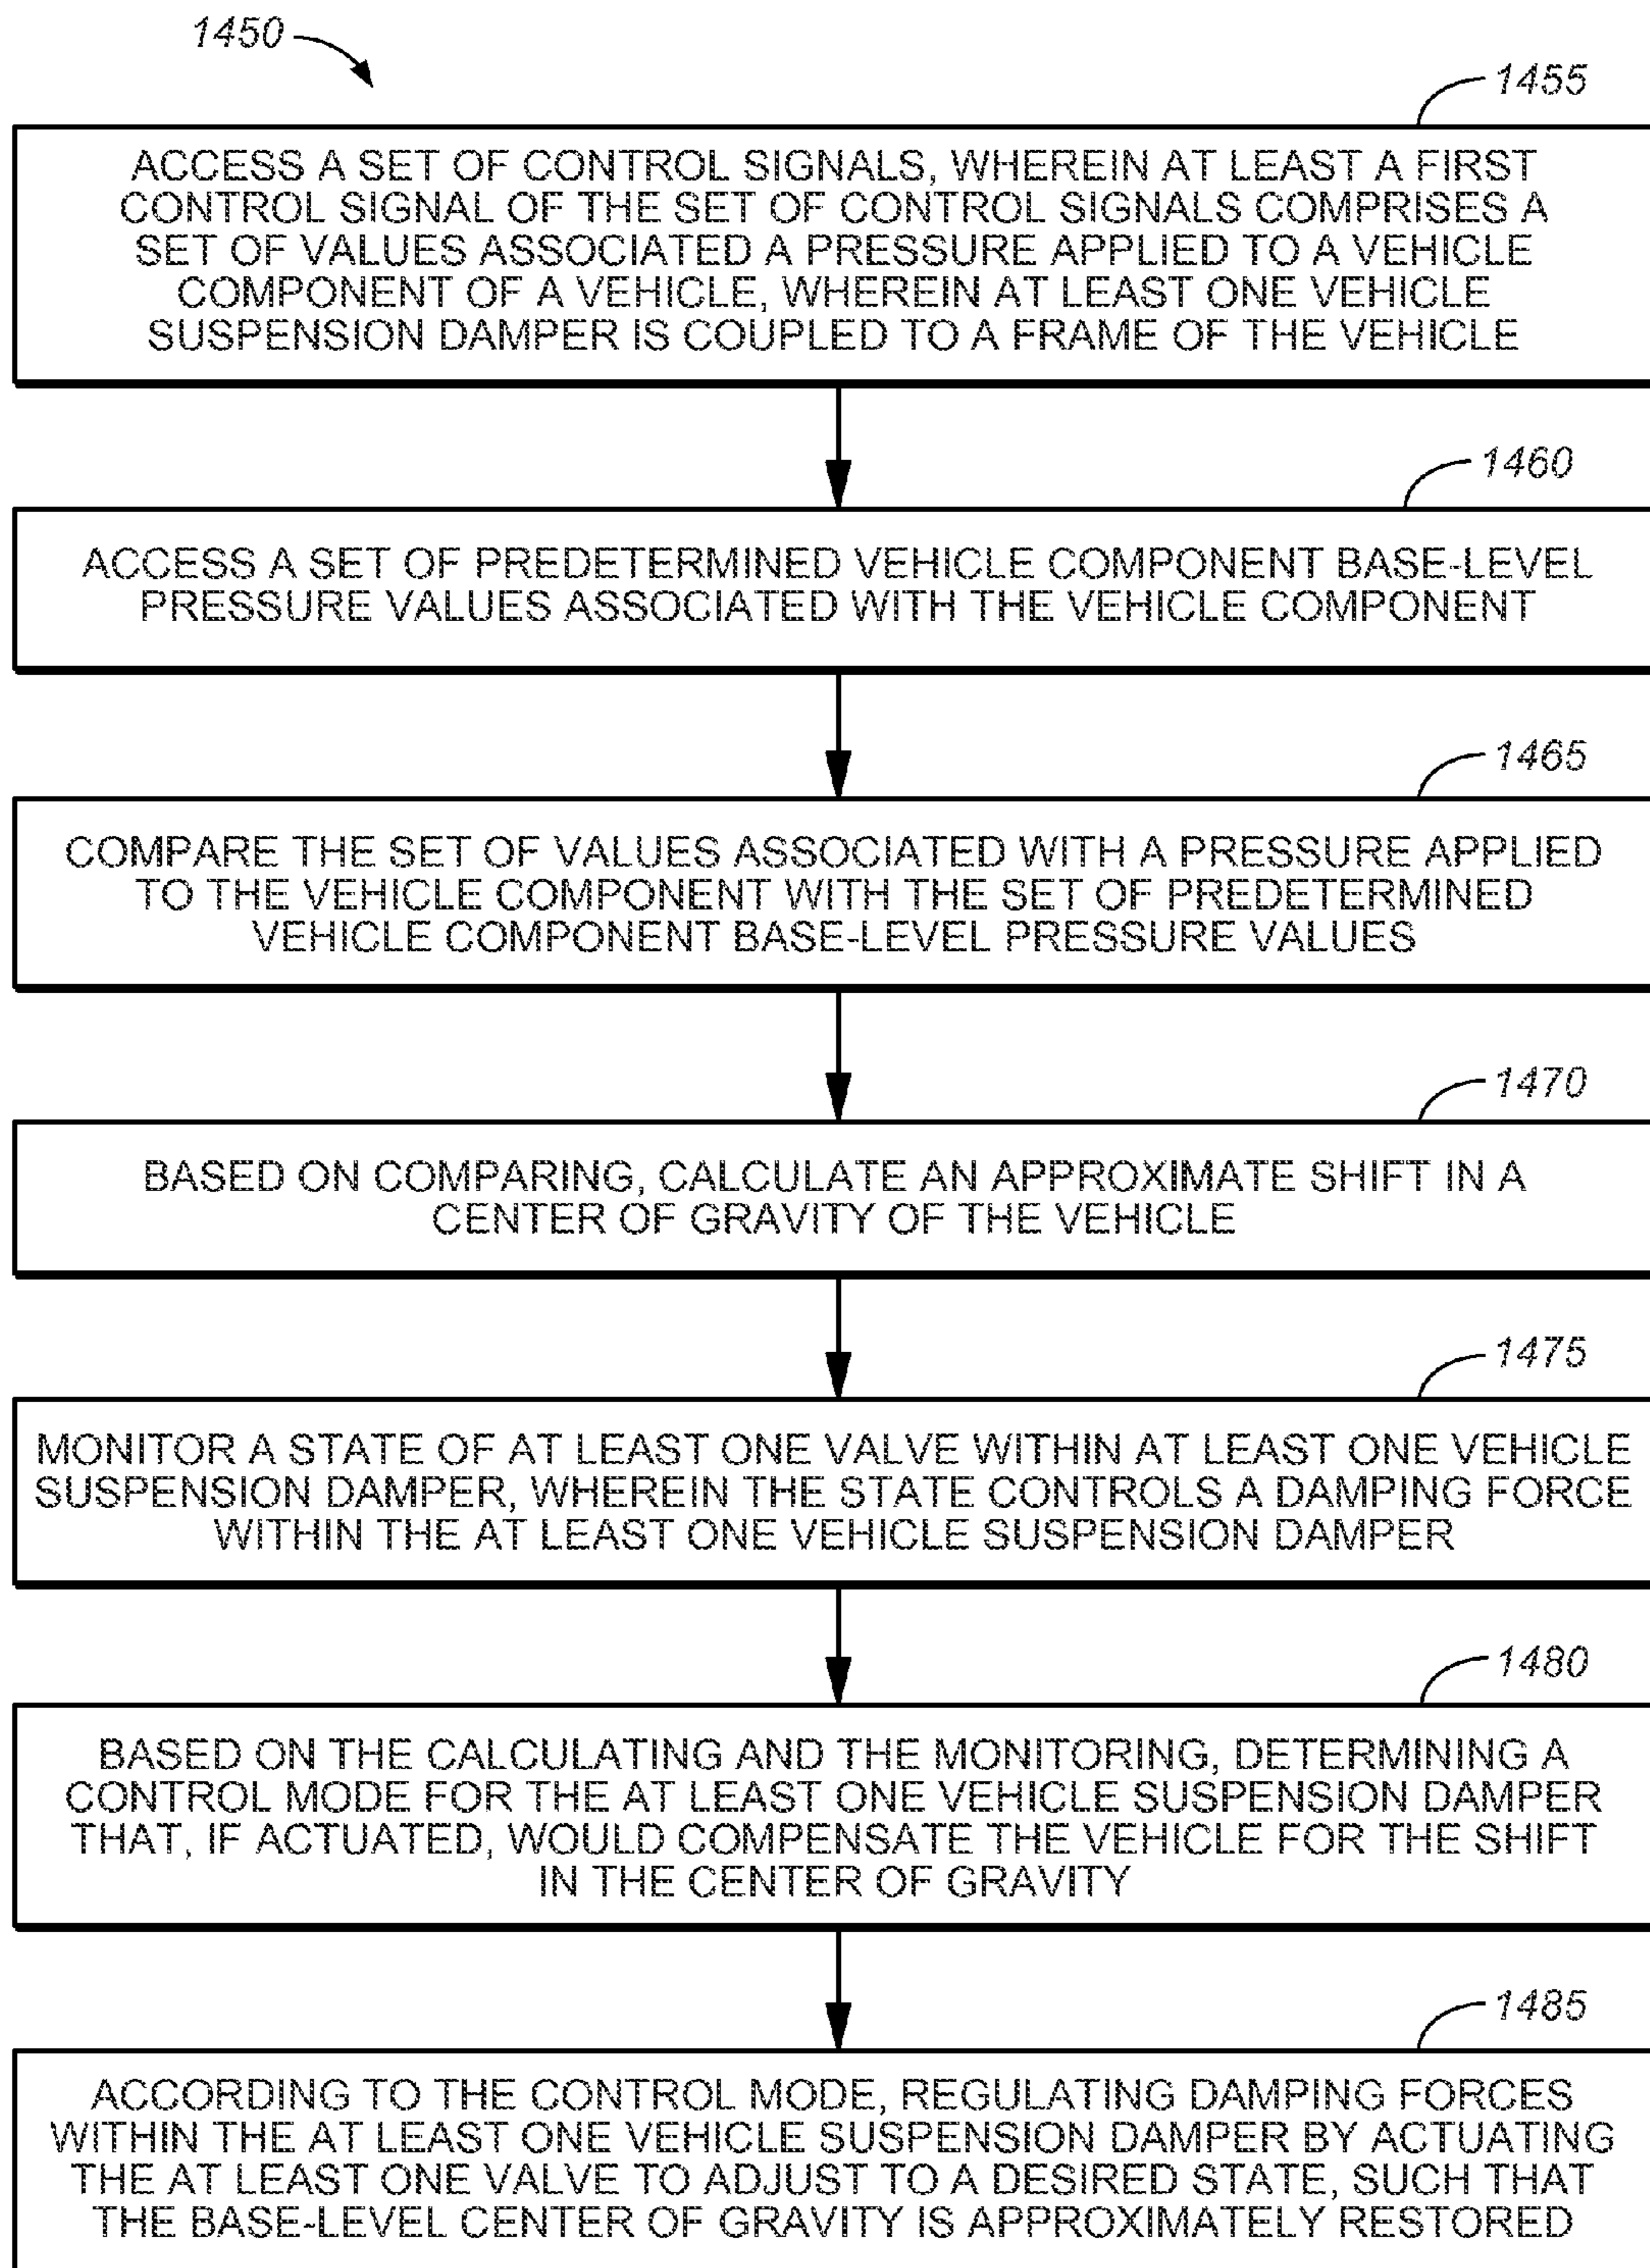 1450
1455
ACCESS A SET OF CONTROL SIGNALS, WHEREIN AT LEAST A FIRST
CONTROL SIGNAL OF THE SET OF CONTROL SIGNALS COMPRISES A
SET OF VALUES ASSOCIATED A PRESSURE APPLIED TO A VEHICLE
COMPONENT OF A VEHICLE, WHEREIN AT LEAST ONE VEHICLE
SUSPENSION DAMPER IS COUPLED TO A FRAME OF THE VEHICLE
1460
ACCESS A SET OF PREDETERMINED VEHICLE COMPONENT BASE-LEVEL
PRESSURE VALUES ASSOCIATED WITH THE VEHICLE COMPONENT
1465
COMPARE THE SET OF VALUES ASSOCIATED WITH A PRESSURE APPLIED
TO THE VEHICLE COMPONENT WITH THE SET OF PREDETERMINED
VEHICLE COMPONENT BASE-LEVEL PRESSURE VALUES
1470
BASED ON COMPARING, CALCULATE AN APPROXIMATE SHIFT IN A
CENTER OF GRAVITY OF THE VEHICLE
1475
MONITOR A STATE OF AT LEAST ONE VALVE WITHIN AT LEAST ONE VEHICLE
SUSPENSION DAMPER, WHEREIN THE STATE CONTROLS A DAMPING FORCE
WITHIN THE AT LEAST ONE VEHICLE SUSPENSION DAMPER
1480
BASED ON THE CALCULATING AND THE MONITORING, DETERMINING A
CONTROL MODE FOR THE AT LEAST ONE VEHICLE SUSPENSION DAMPER
THAT, IF ACTUATED, WOULD COMPENSATE THE VEHICLE FOR THE SHIFT
IN THE CENTER OF GRAVITY
1485
ACCORDING TO THE CONTROL MODE, REGULATING DAMPING FORCES
WITHIN THE AT LEAST ONE VEHICLE SUSPENSION DAMPER BY ACTUATING
THE AT LEAST ONE VALVE TO ADJUST TO A DESIRED STATE, SUCH THAT
THE BASE-LEVEL CENTER OF GRAVITY IS APPROXIMATELY RESTORED